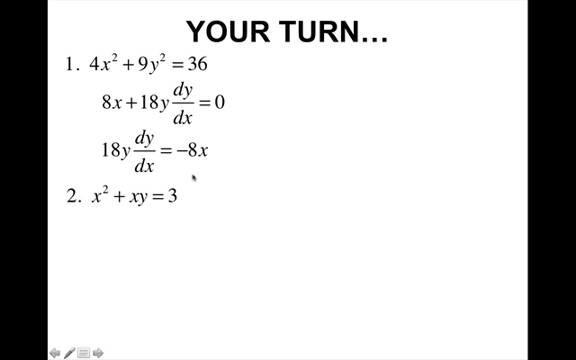 YOUR TURN…
1. 4x² + 9y² = 36
8x + 18y dy/dx = 0
18y dy/dx = −8x
2. x² + xy = 3